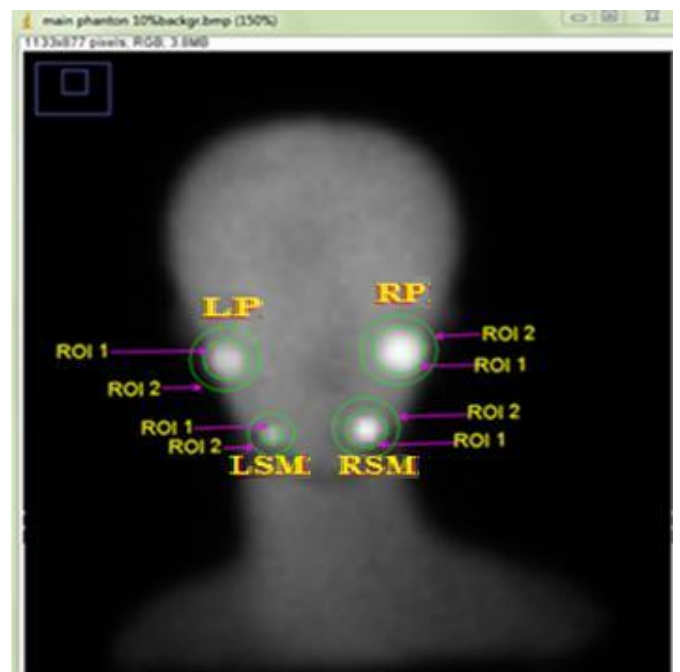 main phanton 10%backgr.bmp (150%)
1133x877 pixels, RGB, 3.8MB
LP
RP
ROI 1
ROI 2
ROI 2
ROI 1
ROI 1
ROI 2
ROI 2
ROI 1
LSM
RSM